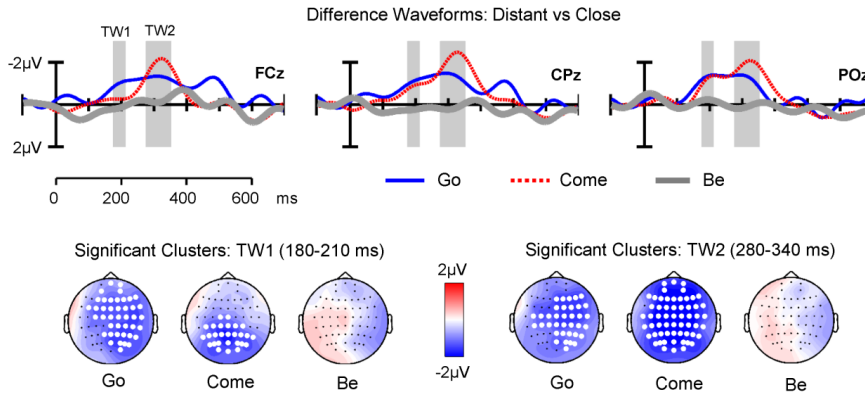 Difference Waveforms: Distant vs Close
TW1 TW2
-2µV
FCz
CPz
POz
2µV
0 200 400 600 ms
Go Come Be
Significant Clusters: TW1 (180-210 ms)
Significant Clusters: TW2 (280-340 ms)
2µV
-2µV
Go Come Be
Go Come Be